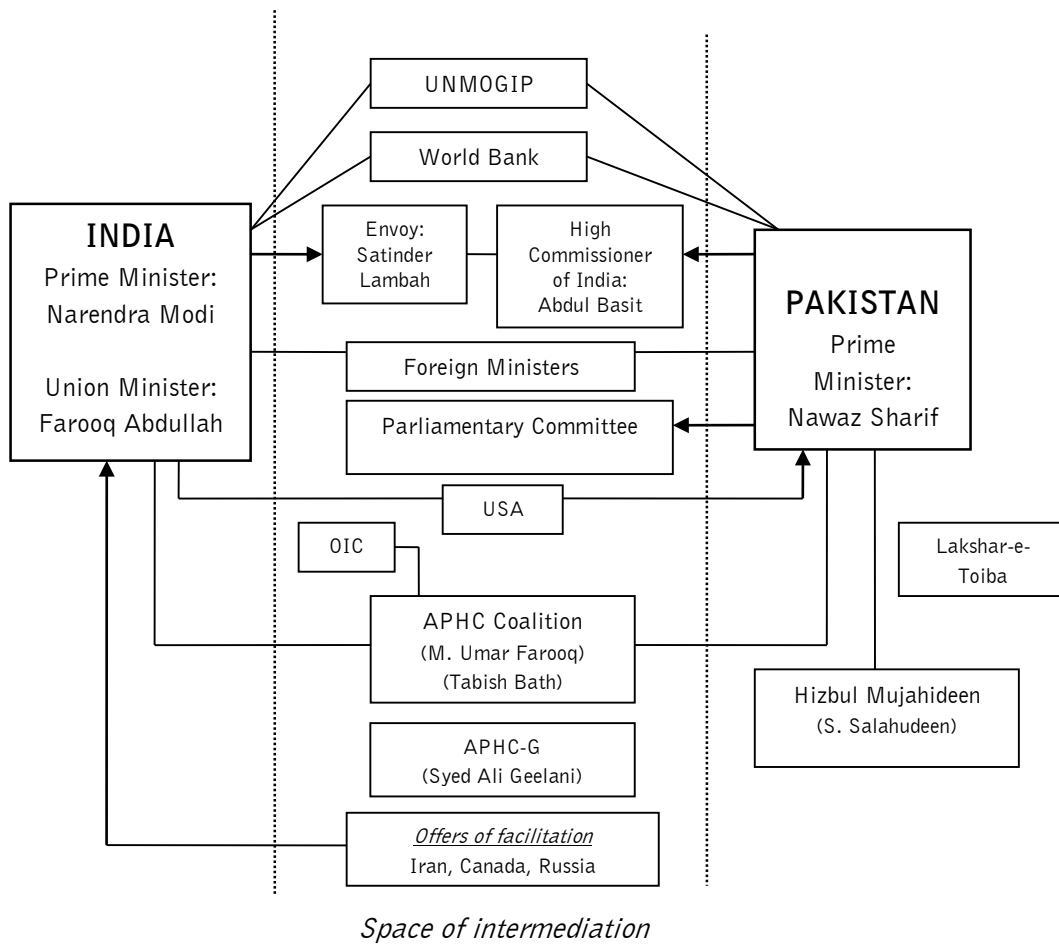 UNMOGIP
World Bank
INDIA
Prime Minister:
Narendra Modi
Union Minister:
Farooq Abdullah
Envoy:
Satinder
Lambah
High
Commissioner
of India:
Abdul Basit
PAKISTAN
Prime
Minister:
Nawaz Sharif
Foreign Ministers
Parliamentary Committee
USA
OIC
Lakshar-e-
Toiba
APHC Coalition
(M. Umar Farooq)
(Tabish Bath)
Hizbul Mujahideen
(S. Salahudeen)
APHC-G
(Syed Ali Geelani)
Offers of facilitation
Iran, Canada, Russia
Space of intermediation